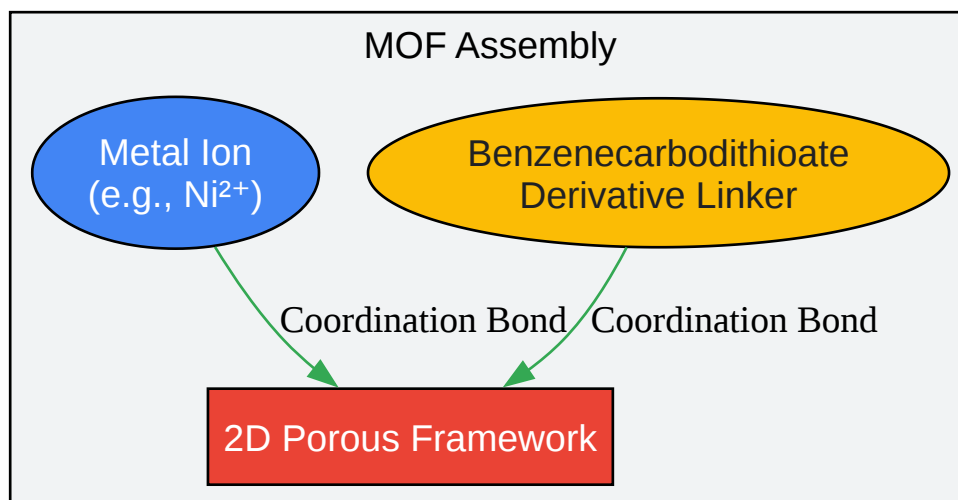 MOF Assembly
Metal Ion
(e.g., Ni²⁺)
Benzenecarbodithioate
Derivative Linker
Coordination Bond
Coordination Bond
2D Porous Framework